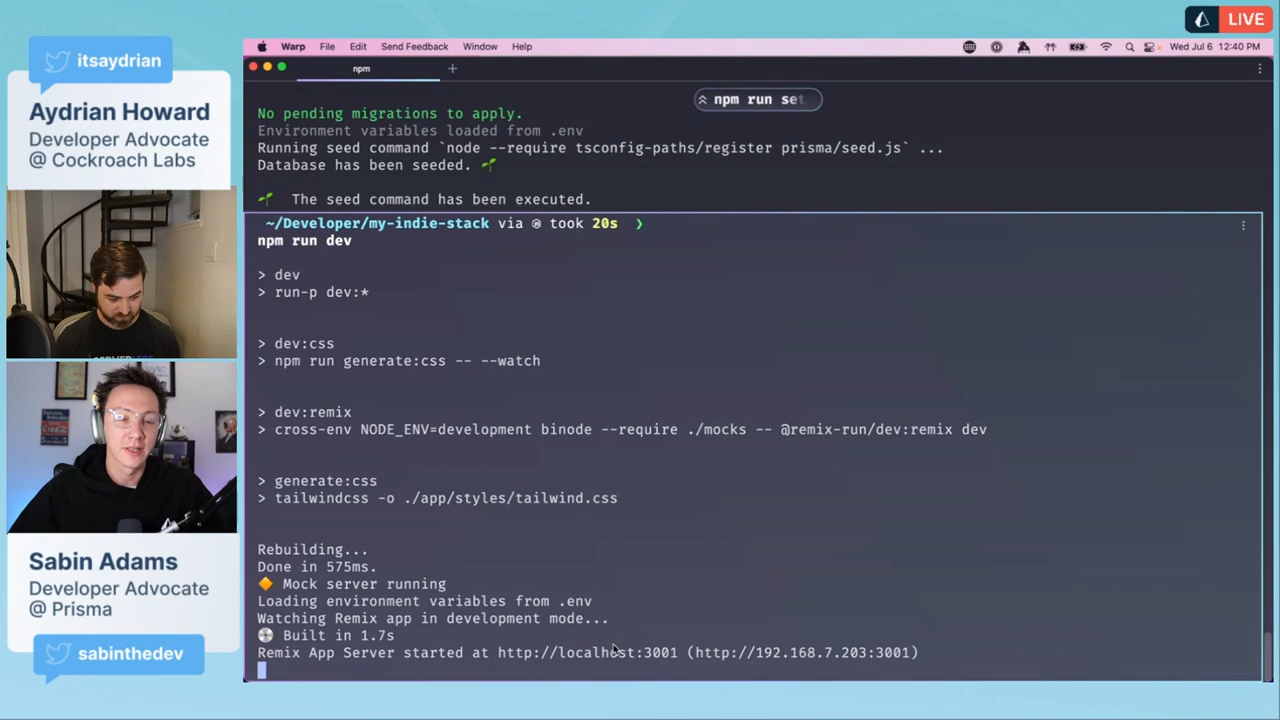 LIVE
itsaydrian
Aydrian Howard
Developer Advocate
@ Cockroach Labs
Sabin Adams
Developer Advocate
@ Prisma
sabinthedev
Warp File Edit Send Feedback Window Help
Wed Jul 6 12:40 PM
npm
npm run set
No pending migrations to apply.
Environment variables loaded from .env
Running seed command `node --require tsconfig-paths/register prisma/seed.js` ...
Database has been seeded. 🌱
🌱 The seed command has been executed.
~/Developer/my-indie-stack via took 20s ❯
npm run dev
> dev
> run-p dev:*
> dev:css
> npm run generate:css -- --watch
> dev:remix
> cross-env NODE_ENV=development binode --require ./mocks -- @remix-run/dev:remix dev
> generate:css
> tailwindcss -o ./app/styles/tailwind.css
Rebuilding...
Done in 575ms.
🔶 Mock server running
Loading environment variables from .env
Watching Remix app in development mode...
💿 Built in 1.7s
Remix App Server started at http://localhost:3001 (http://192.168.7.203:3001)